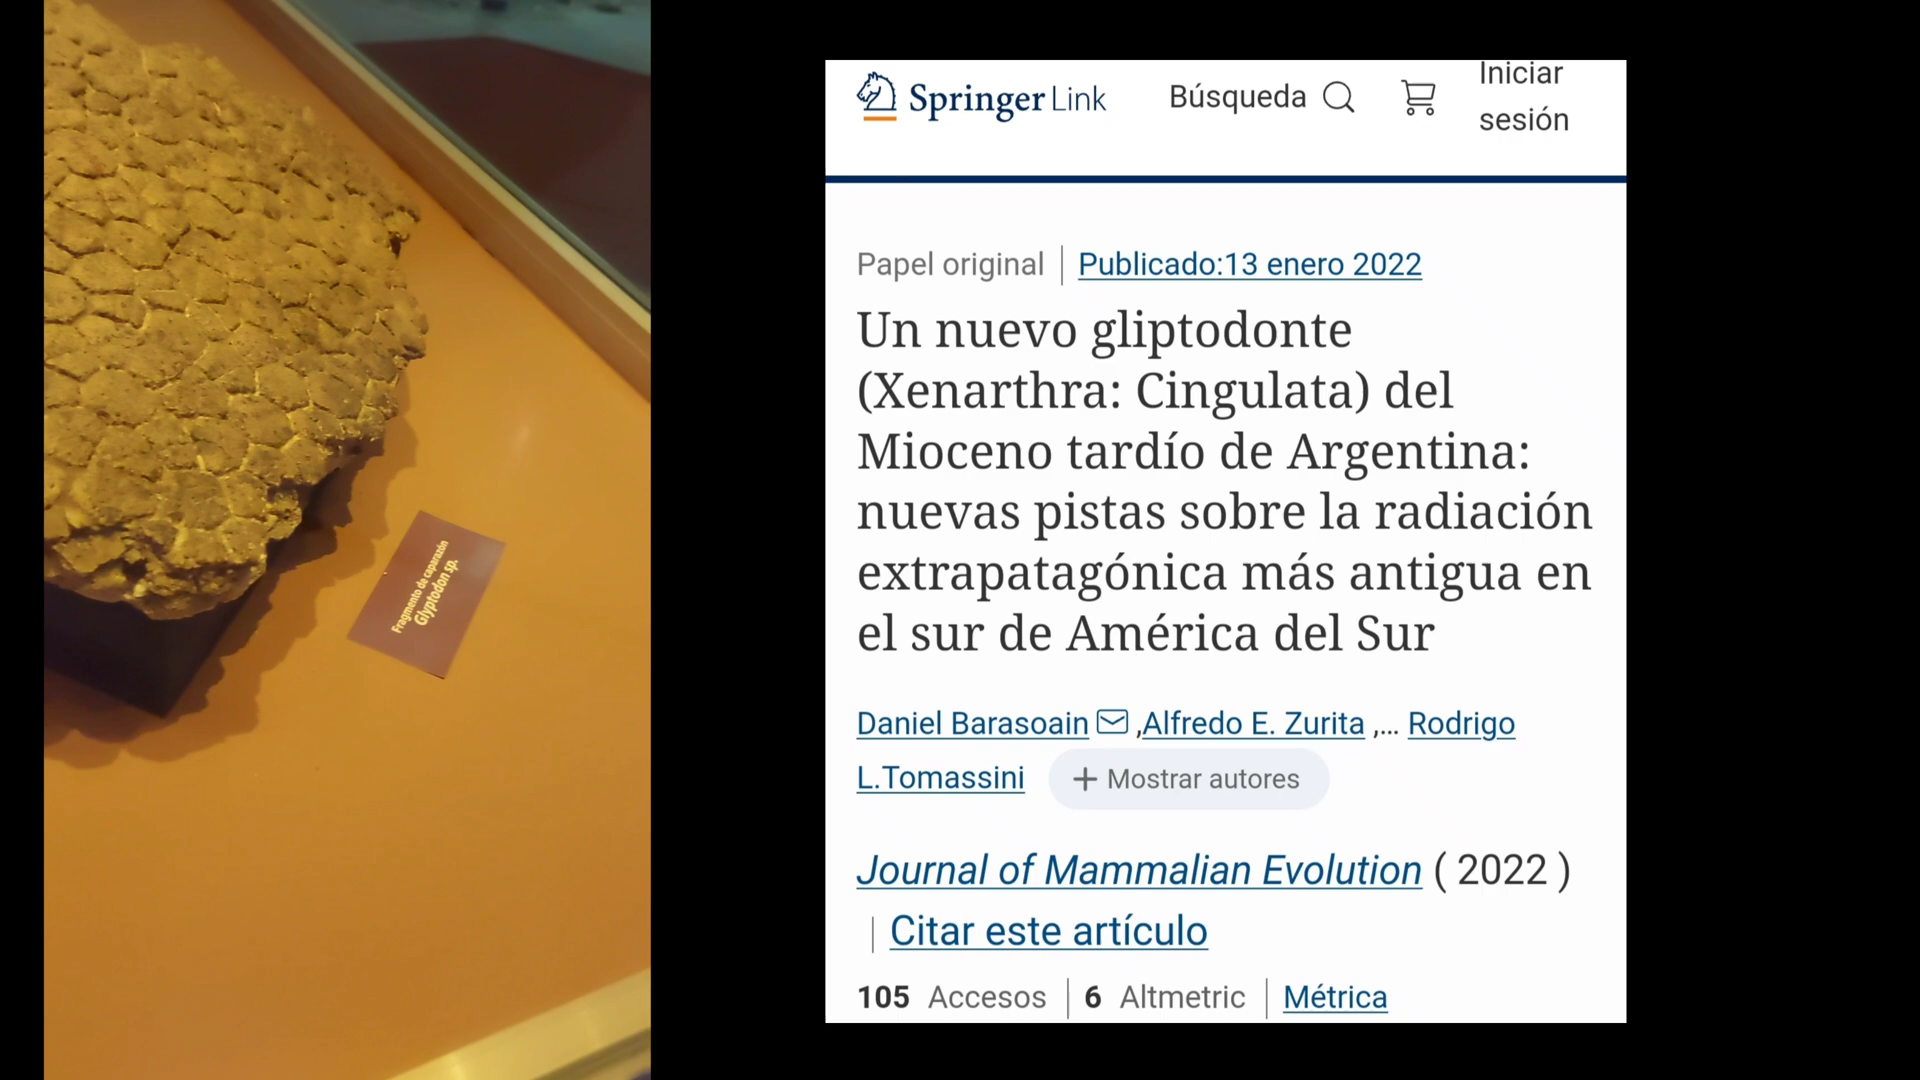 Fragmento de caparazón
Glyptodon sp.
Springer Link
Búsqueda
Iniciar
sesión
Papel original
Publicado:13 enero 2022
Un nuevo gliptodonte
(Xenarthra: Cingulata) del
Mioceno tardío de Argentina:
nuevas pistas sobre la radiación
extrapatagónica más antigua en
el sur de América del Sur
Daniel Barasoain ,Alfredo E. Zurita ,... Rodrigo
L.Tomassini + Mostrar autores
Journal of Mammalian Evolution ( 2022 )
| Citar este artículo
105 Accesos | 6 Altmetric | Métrica